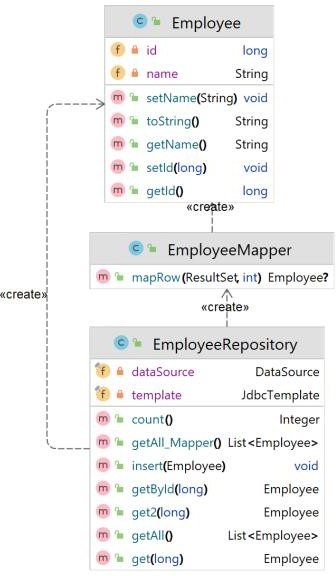 Employee
id long
name String
setName(String) void
toString() String
getName() String
setId(long) void
getId() long
«create»
EmployeeMapper
mapRow(ResultSet, int) Employee?
«create»
«create»
EmployeeRepository
dataSource DataSource
template JdbcTemplate
count() Integer
getAll_Mapper() List<Employee>
insert(Employee) void
getById(long) Employee
get2(long) Employee
getAll() List<Employee>
get(long) Employee